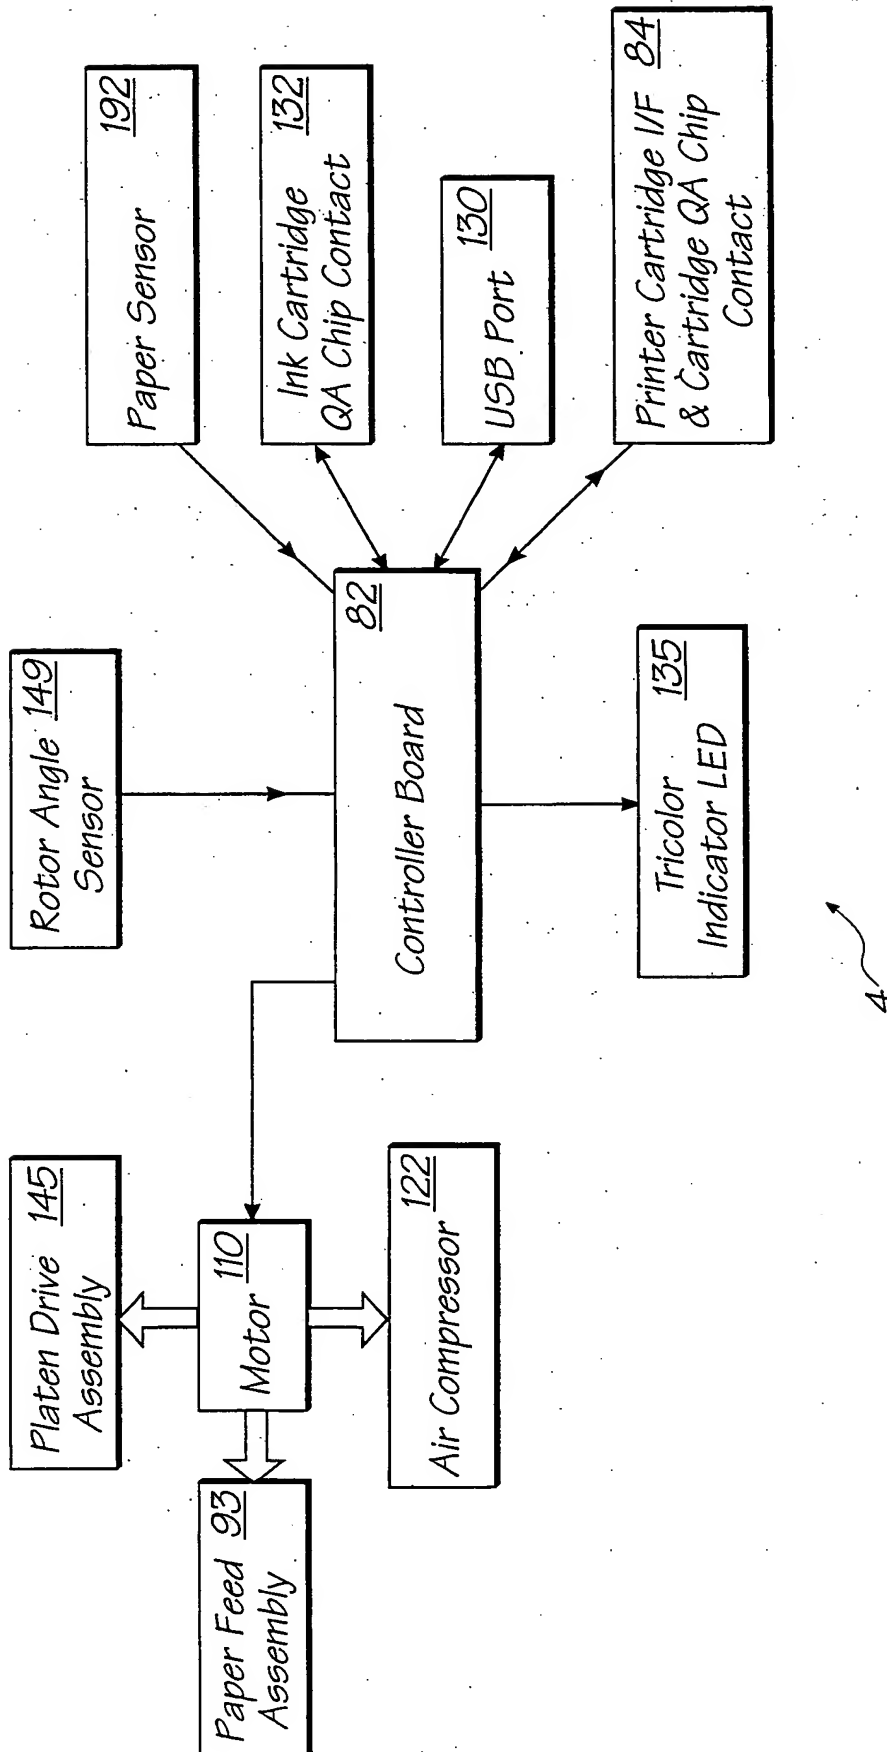 Paper Feed 93
Assembly
Platen Drive 145
Assembly
110
Motor
122
Air Compressor
Rotor Angle 149
Sensor
82
Controller Board
135
Tricolor
Indicator LED
192
Paper Sensor
132
Ink Cartridge
QA Chip Contact
130
USB Port
Printer Cartridge I/F 84
& Cartridge QA Chip
Contact
4